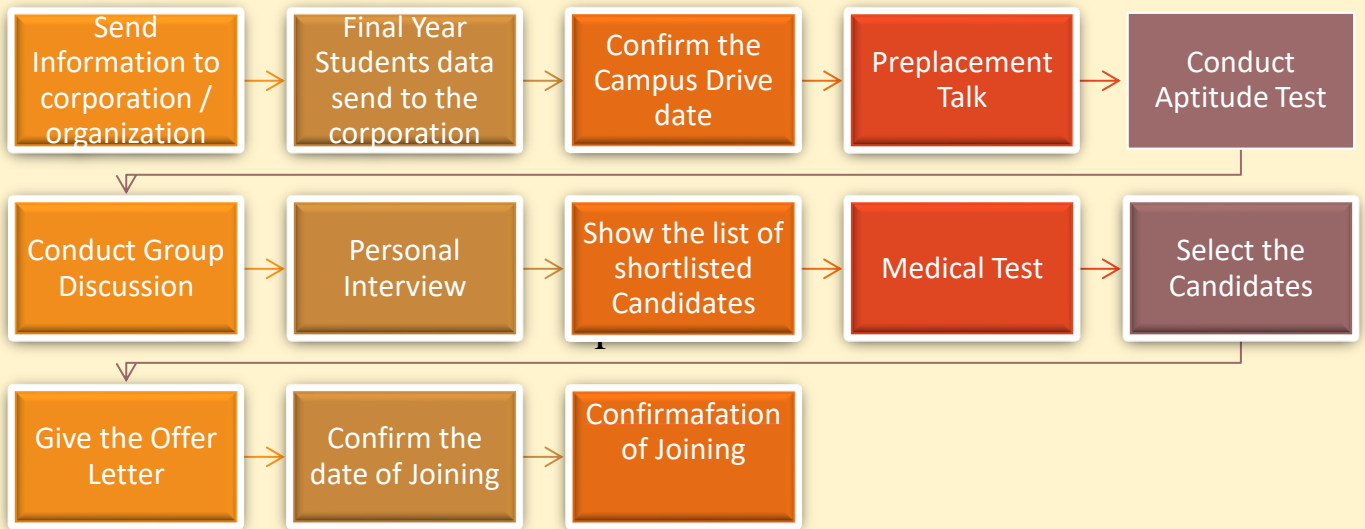 Send
Information to
corporation /
organization
Final Year
Students data
send to the
corporation
Confirm the
Campus Drive
date
Preplacement
Talk
Conduct
Aptitude Test
Conduct Group
Discussion
Personal
Interview
Show the list of
shortlisted
Candidates
Medical Test
Select the
Candidates
Give the Offer
Letter
Confirm the
date of Joining
Confirmafation
of Joining